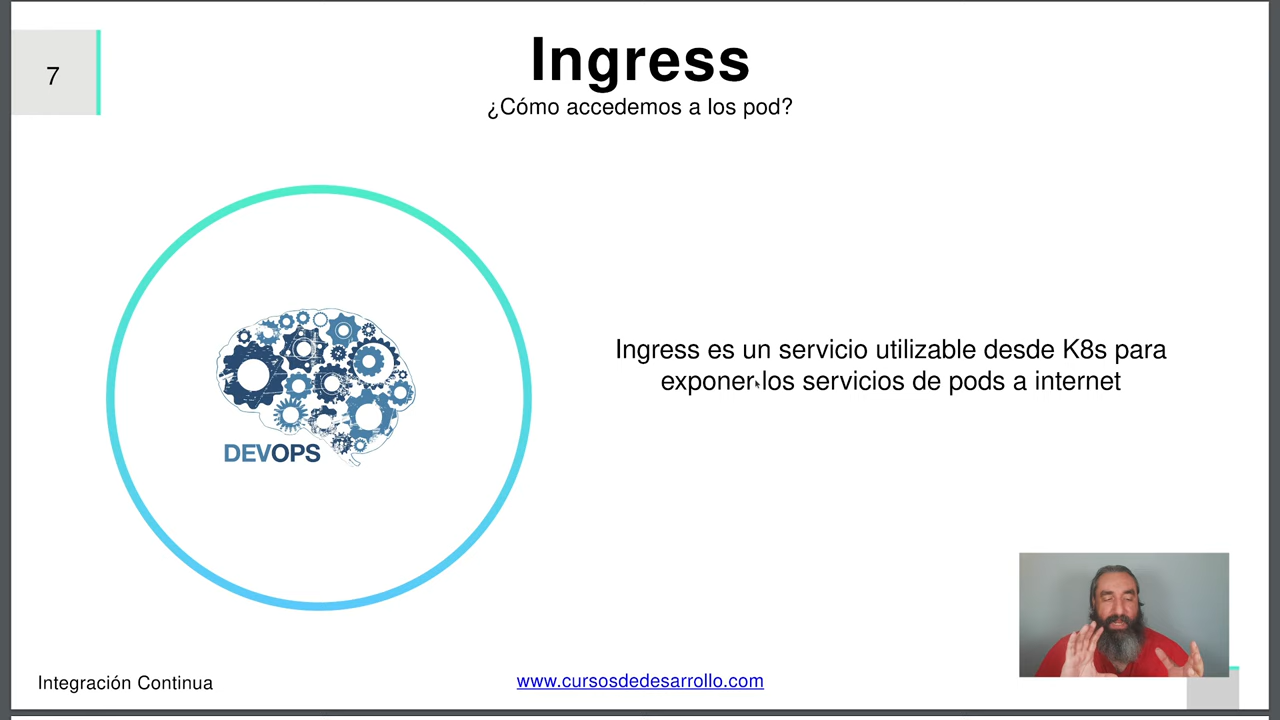 7
Ingress
¿Cómo accedemos a los pod?
DEVOPS
Ingress es un servicio utilizable desde K8s para
exponer los servicios de pods a internet
Integración Continua
www.cursosdedesarrollo.com